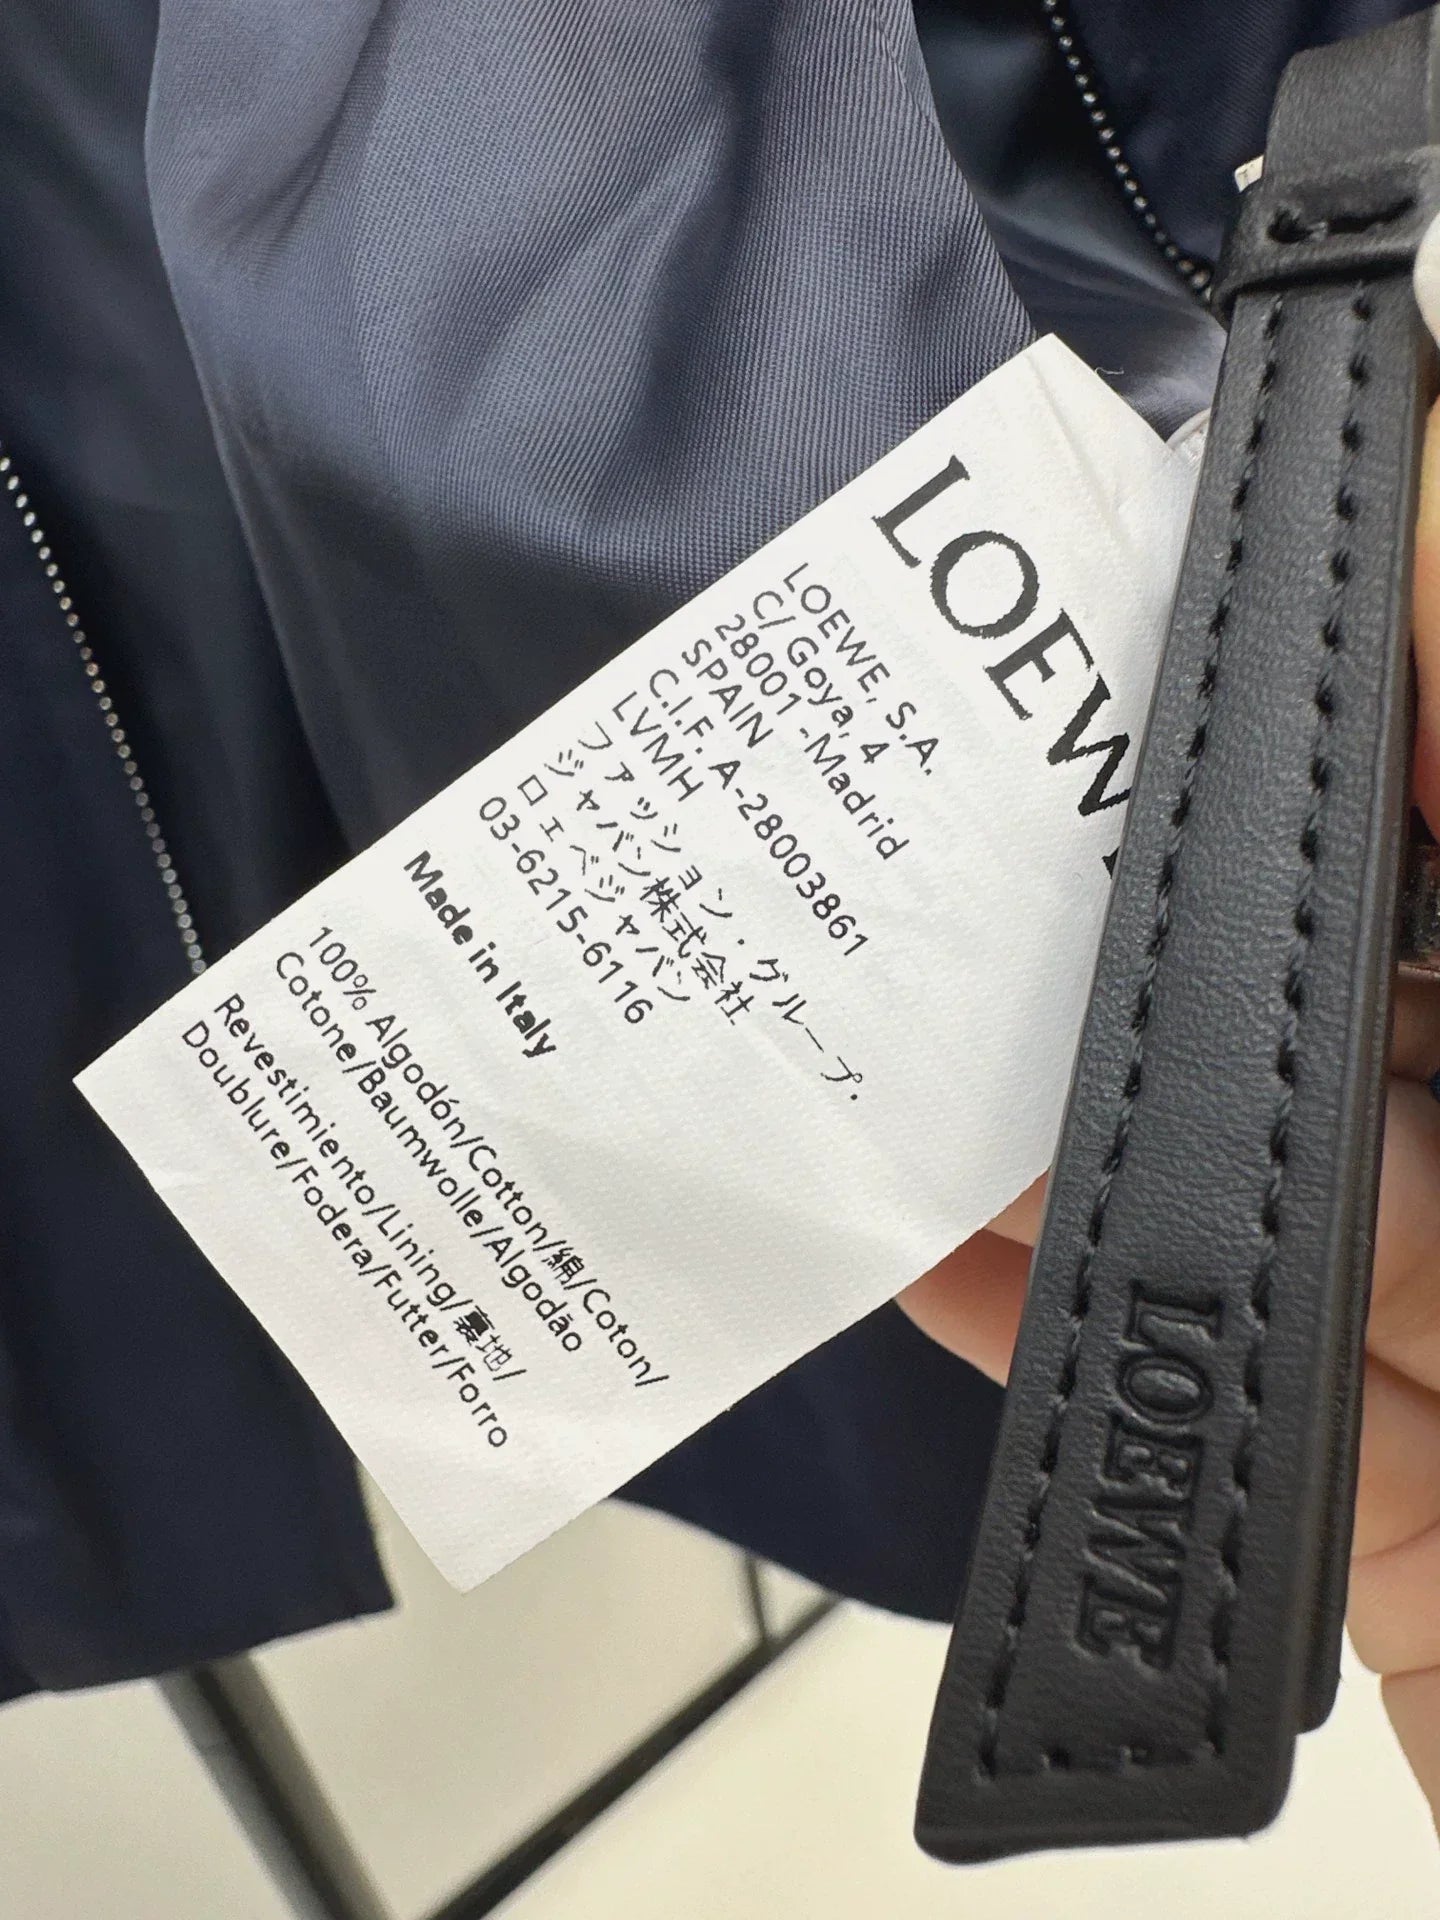 LOEW
LOEWE, S.A.
C/ Goya, 4
28001 -Madrid
SPAIN
C.I.F. A-28003861
LVMH
ファッション・グループ.
ジャパン株式会社
ロエベジャパン
03-6215-6116
Made in Italy
100% Algodón/Cotton/綿/Coton/
Cotone/Baumwolle/Algodão
Revestimiento/Lining/裏地/
Doublure/Fodera/Futter/Forro
LOEWE